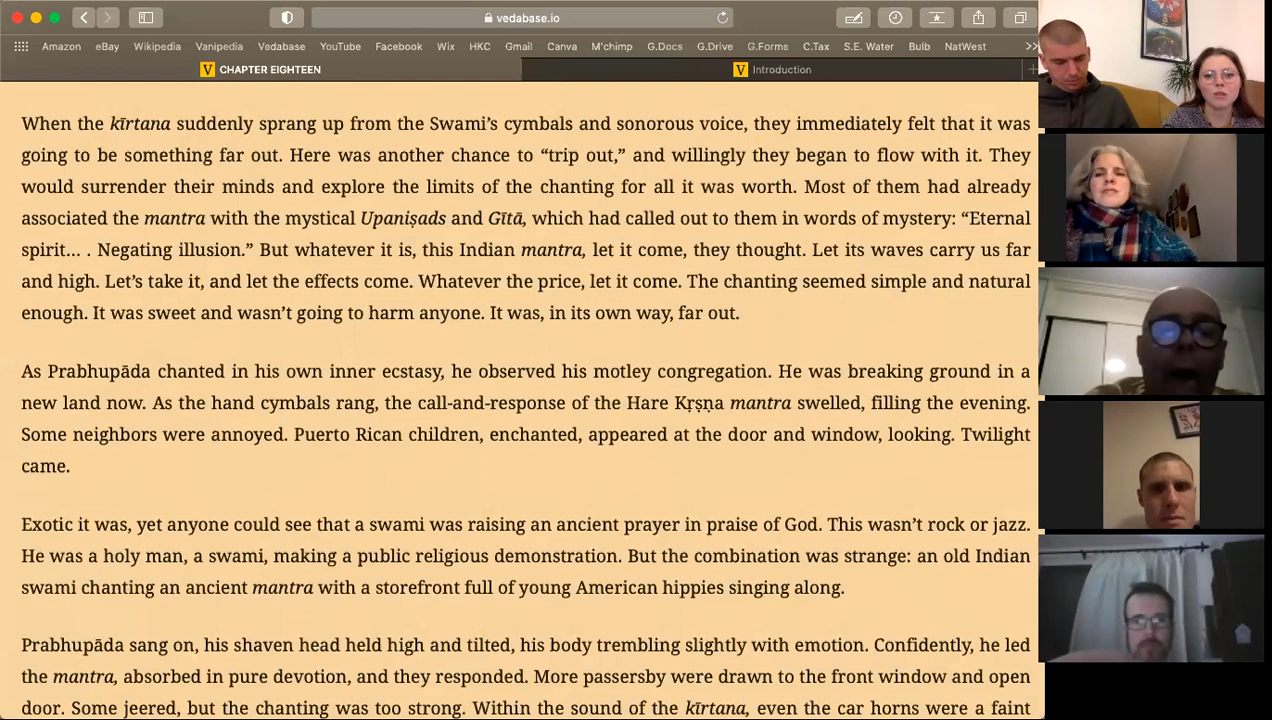 vedabase.io
Amazon eBay Wikipedia Vanipedia Vedabase YouTube Facebook Wix HKC Gmail Canva M'chimp G.Docs G.Drive G.Forms C.Tax S.E. Water Bulb NatWest >>
V CHAPTER EIGHTEEN V Introduction +
When the kīrtana suddenly sprang up from the Swami’s cymbals and sonorous voice, they immediately felt that it was
going to be something far out. Here was another chance to “trip out,” and willingly they began to flow with it. They
would surrender their minds and explore the limits of the chanting for all it was worth. Most of them had already
associated the mantra with the mystical Upaniṣads and Gītā, which had called out to them in words of mystery: “Eternal
spirit… . Negating illusion.” But whatever it is, this Indian mantra, let it come, they thought. Let its waves carry us far
and high. Let’s take it, and let the effects come. Whatever the price, let it come. The chanting seemed simple and natural
enough. It was sweet and wasn’t going to harm anyone. It was, in its own way, far out.
As Prabhupāda chanted in his own inner ecstasy, he observed his motley congregation. He was breaking ground in a
new land now. As the hand cymbals rang, the call-and-response of the Hare Kṛṣṇa mantra swelled, filling the evening.
Some neighbors were annoyed. Puerto Rican children, enchanted, appeared at the door and window, looking. Twilight
came.
Exotic it was, yet anyone could see that a swami was raising an ancient prayer in praise of God. This wasn’t rock or jazz.
He was a holy man, a swami, making a public religious demonstration. But the combination was strange: an old Indian
swami chanting an ancient mantra with a storefront full of young American hippies singing along.
Prabhupāda sang on, his shaven head held high and tilted, his body trembling slightly with emotion. Confidently, he led
the mantra, absorbed in pure devotion, and they responded. More passersby were drawn to the front window and open
door. Some jeered, but the chanting was too strong. Within the sound of the kīrtana, even the car horns were a faint